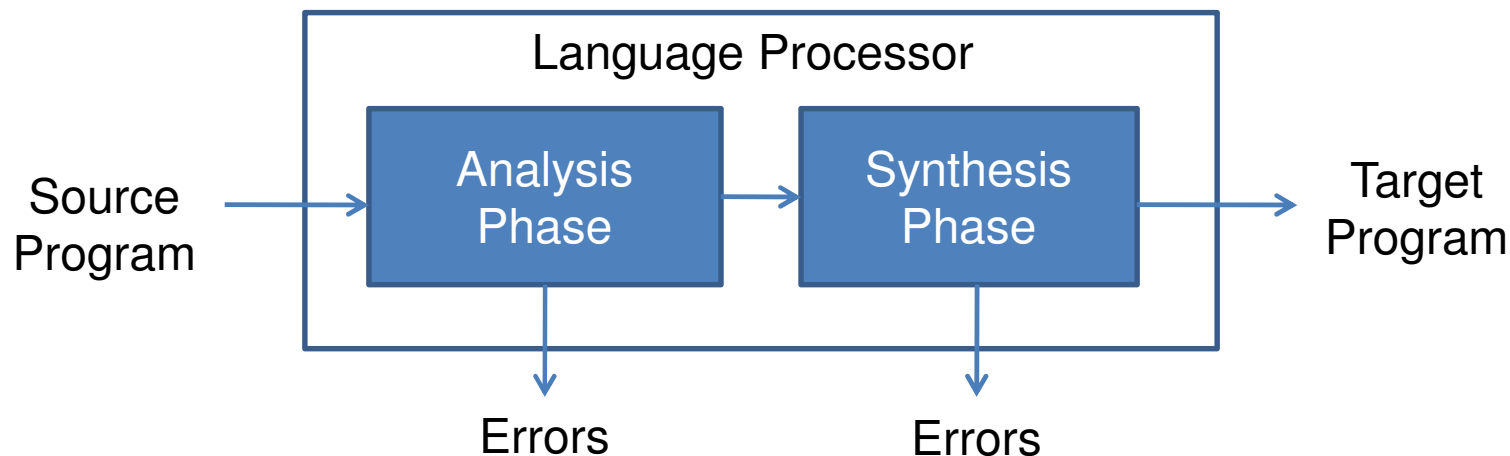 Language Processor
Source
Program
Analysis
Phase
Synthesis
Phase
Target
Program
Errors
Errors